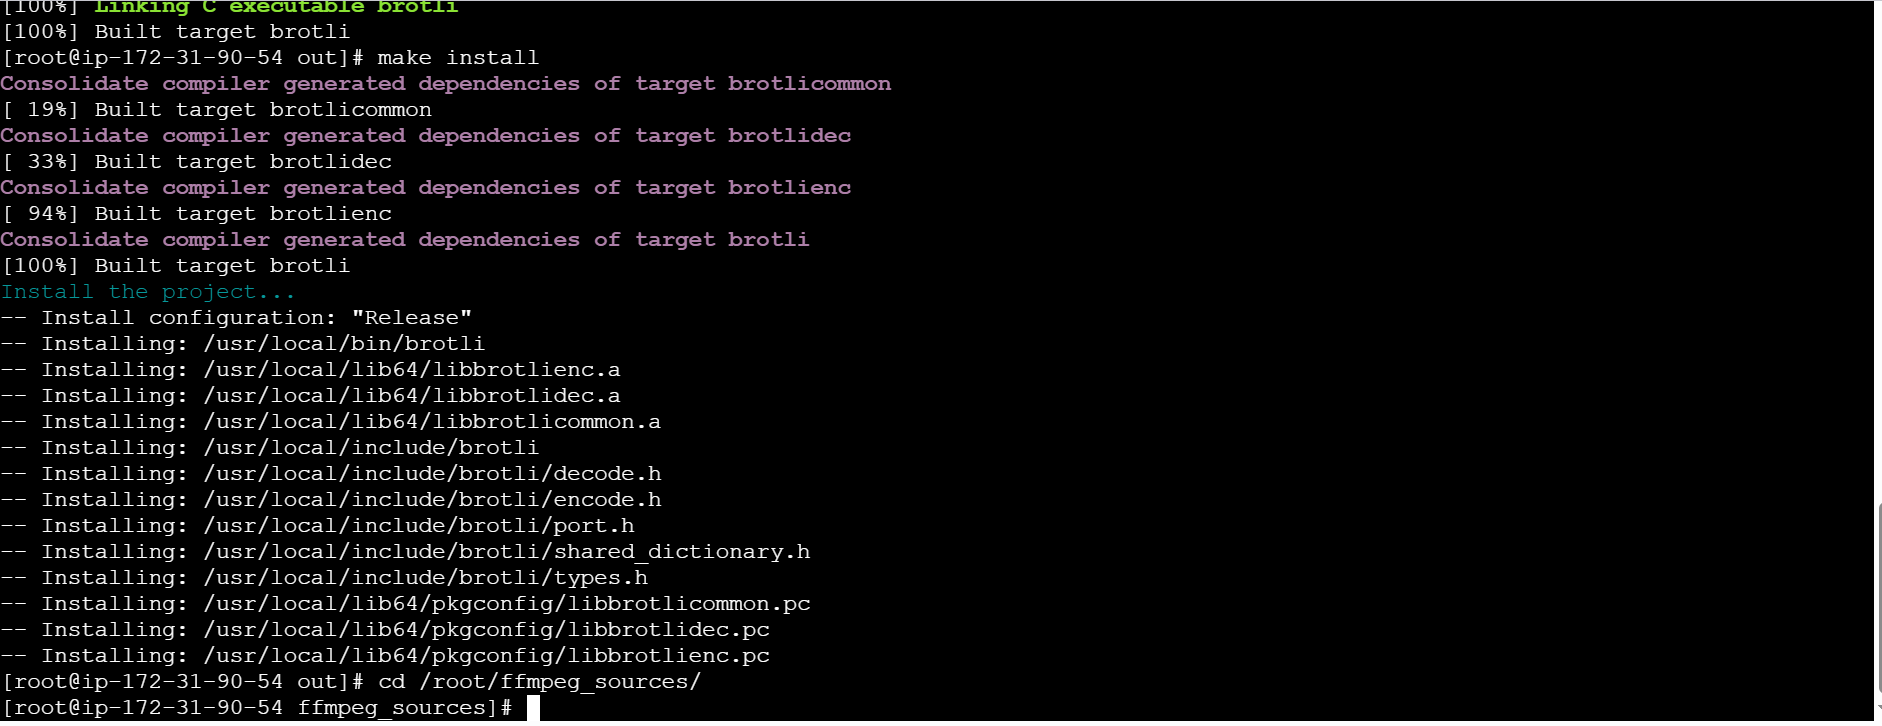 [100%] Linking C executable brotli
[100%] Built target brotli
[root@ip-172-31-90-54 out]# make install
Consolidate compiler generated dependencies of target brotlicommon
[ 19%] Built target brotlicommon
Consolidate compiler generated dependencies of target brotlidec
[ 33%] Built target brotlidec
Consolidate compiler generated dependencies of target brotlienc
[ 94%] Built target brotlienc
Consolidate compiler generated dependencies of target brotli
[100%] Built target brotli
Install the project...
-- Install configuration: "Release"
-- Installing: /usr/local/bin/brotli
-- Installing: /usr/local/lib64/libbrotlienc.a
-- Installing: /usr/local/lib64/libbrotlidec.a
-- Installing: /usr/local/lib64/libbrotlicommon.a
-- Installing: /usr/local/include/brotli
-- Installing: /usr/local/include/brotli/decode.h
-- Installing: /usr/local/include/brotli/encode.h
-- Installing: /usr/local/include/brotli/port.h
-- Installing: /usr/local/include/brotli/shared_dictionary.h
-- Installing: /usr/local/include/brotli/types.h
-- Installing: /usr/local/lib64/pkgconfig/libbrotlicommon.pc
-- Installing: /usr/local/lib64/pkgconfig/libbrotlidec.pc
-- Installing: /usr/local/lib64/pkgconfig/libbrotlienc.pc
[root@ip-172-31-90-54 out]# cd /root/ffmpeg_sources/
[root@ip-172-31-90-54 ffmpeg_sources]#